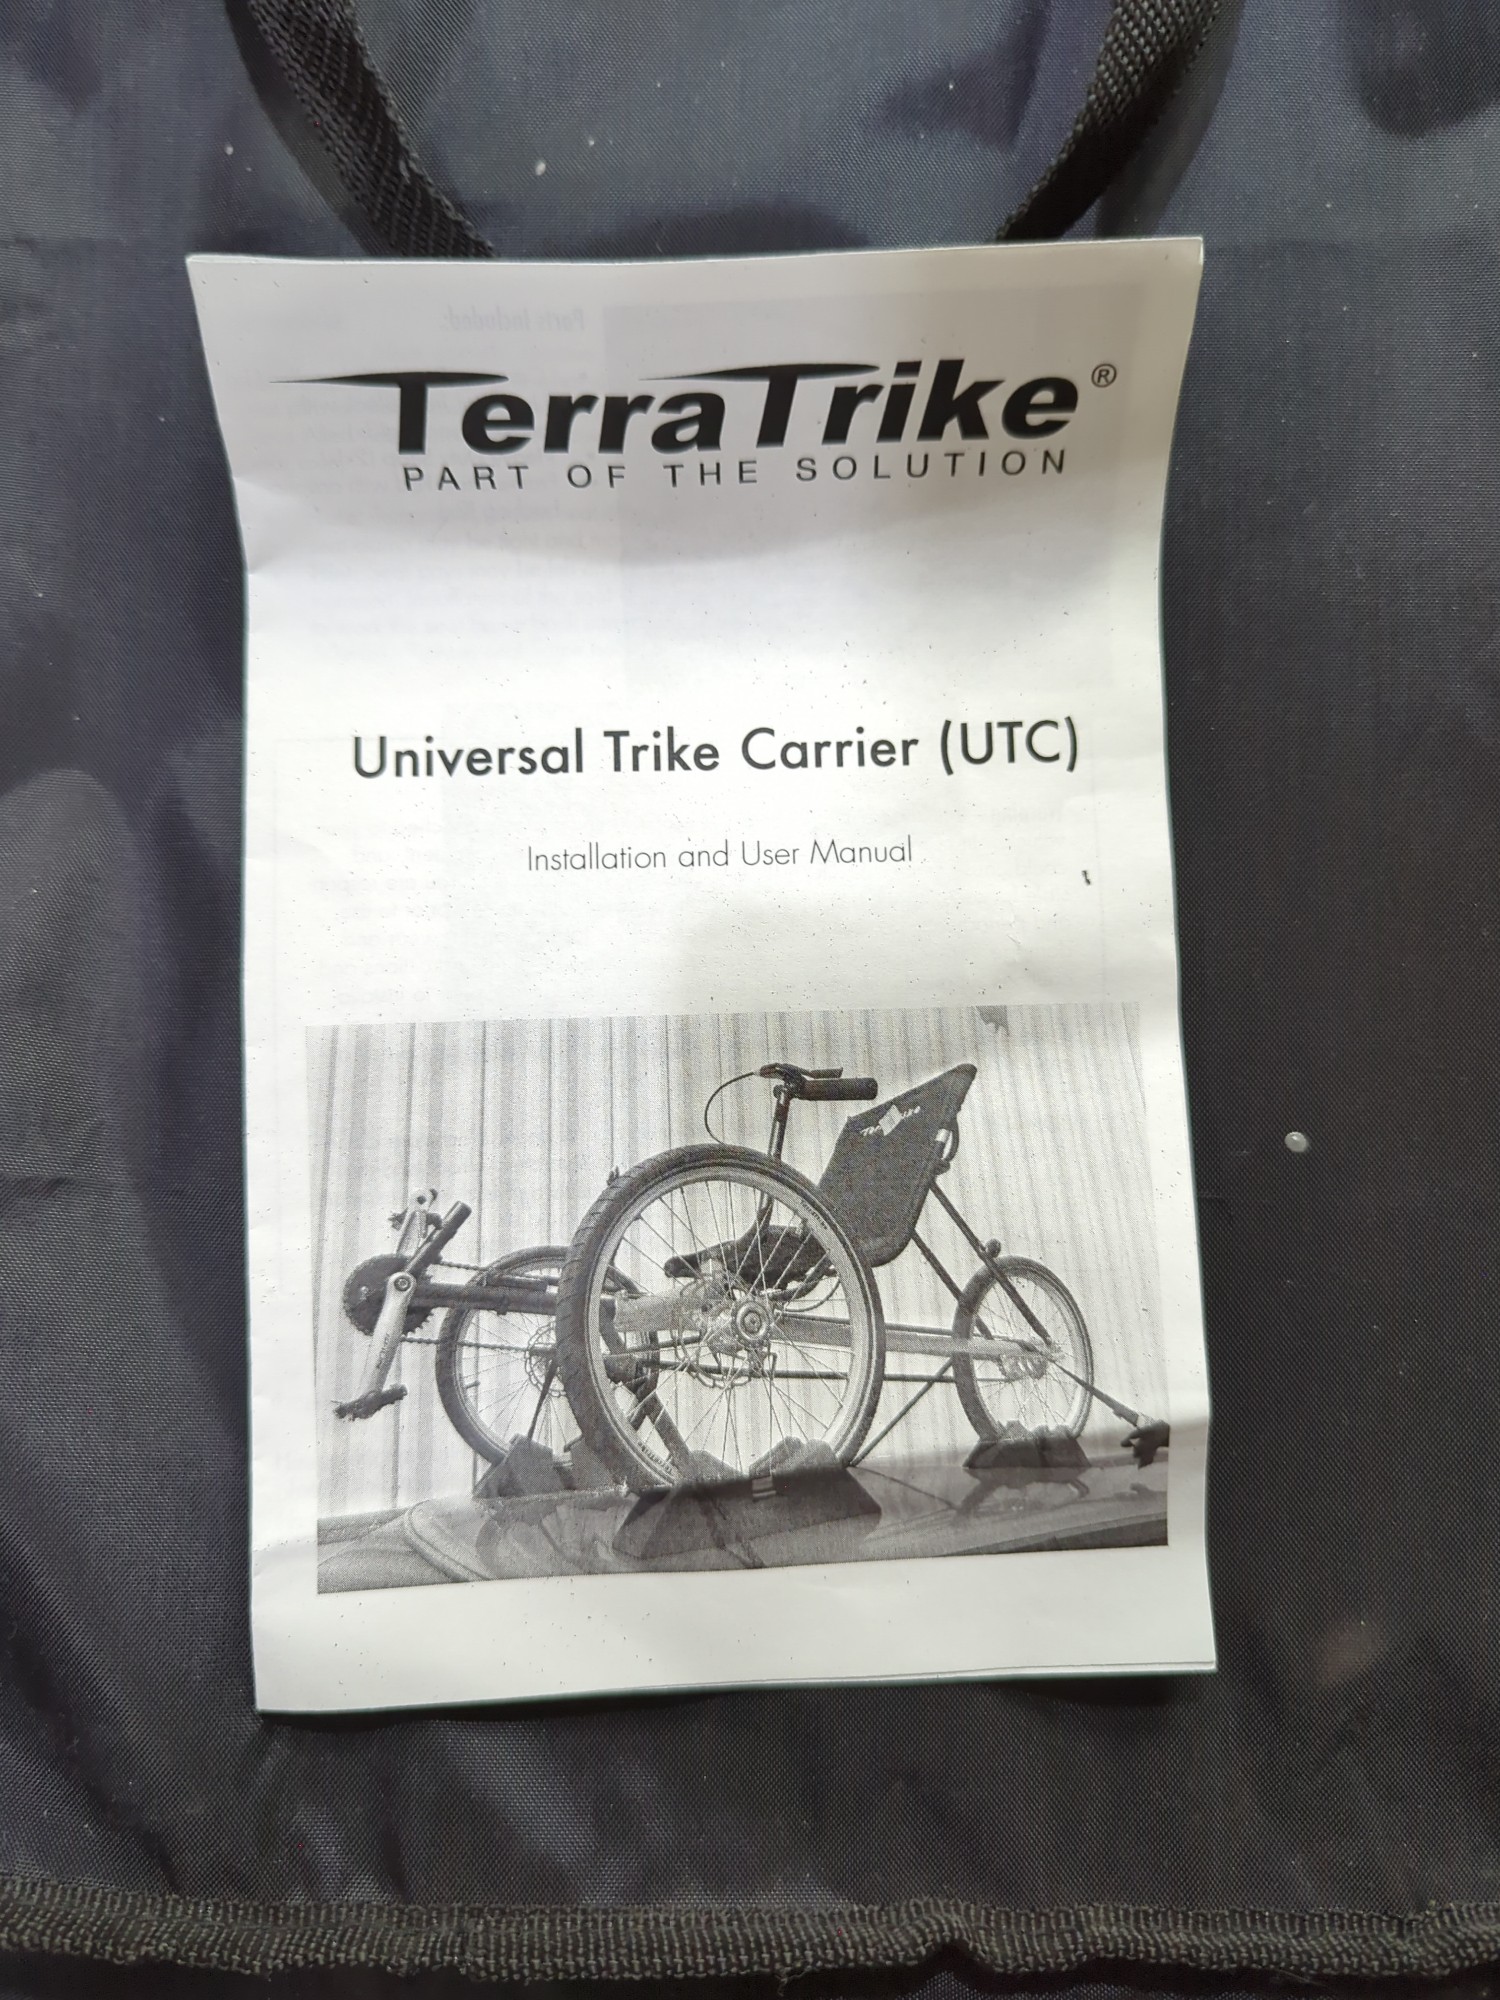 TerraTrike®
PART OF THE SOLUTION
Universal Trike Carrier (UTC)
Installation and User Manual